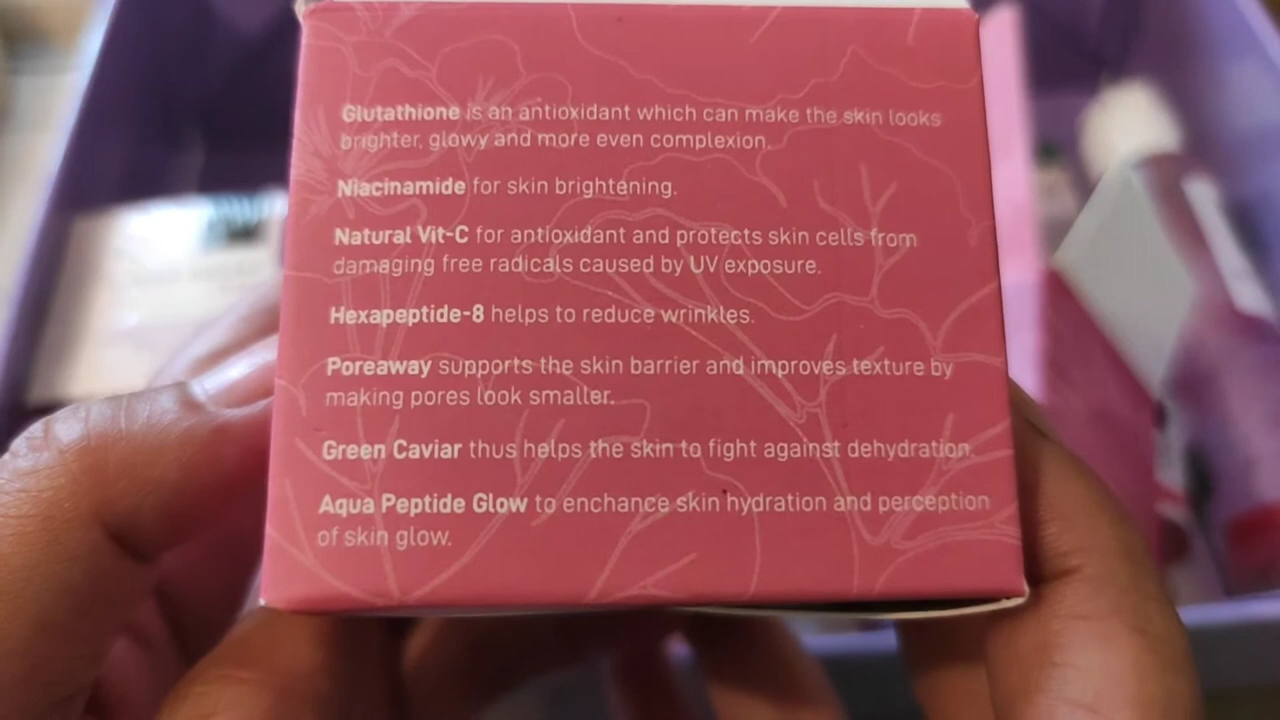 Glutathione is an antioxidant which can make the skin looks
brighter, glowy and more even complexion.
Niacinamide for skin brightening.
Natural Vit-C for antioxidant and protects skin cells from
damaging free radicals caused by UV exposure.
Hexapeptide-8 helps to reduce wrinkles.
Poreaway supports the skin barrier and improves texture by
making pores look smaller.
Green Caviar thus helps the skin to fight against dehydration.
Aqua Peptide Glow to enchance skin hydration and perception
of skin glow.